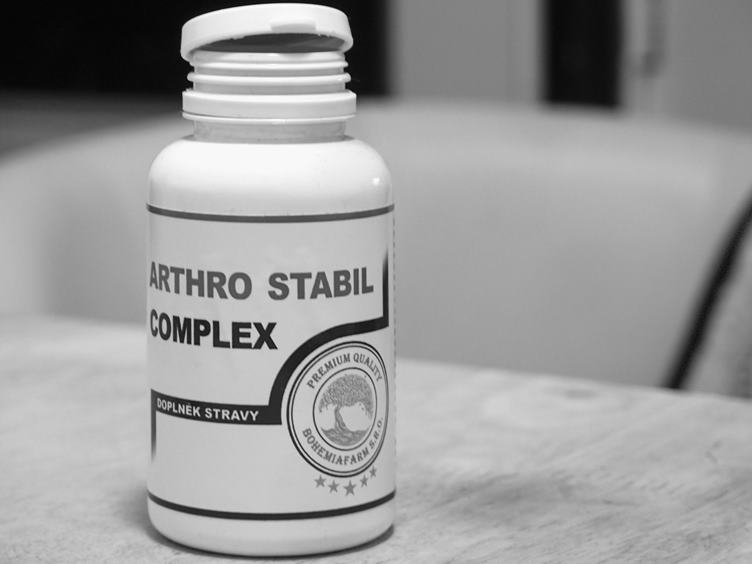 ARTHRO STABIL
COMPLEX
DOPLNĚK STRAVY
PREMIUM QUALITY
BOHEMIAFARM S.R.O.